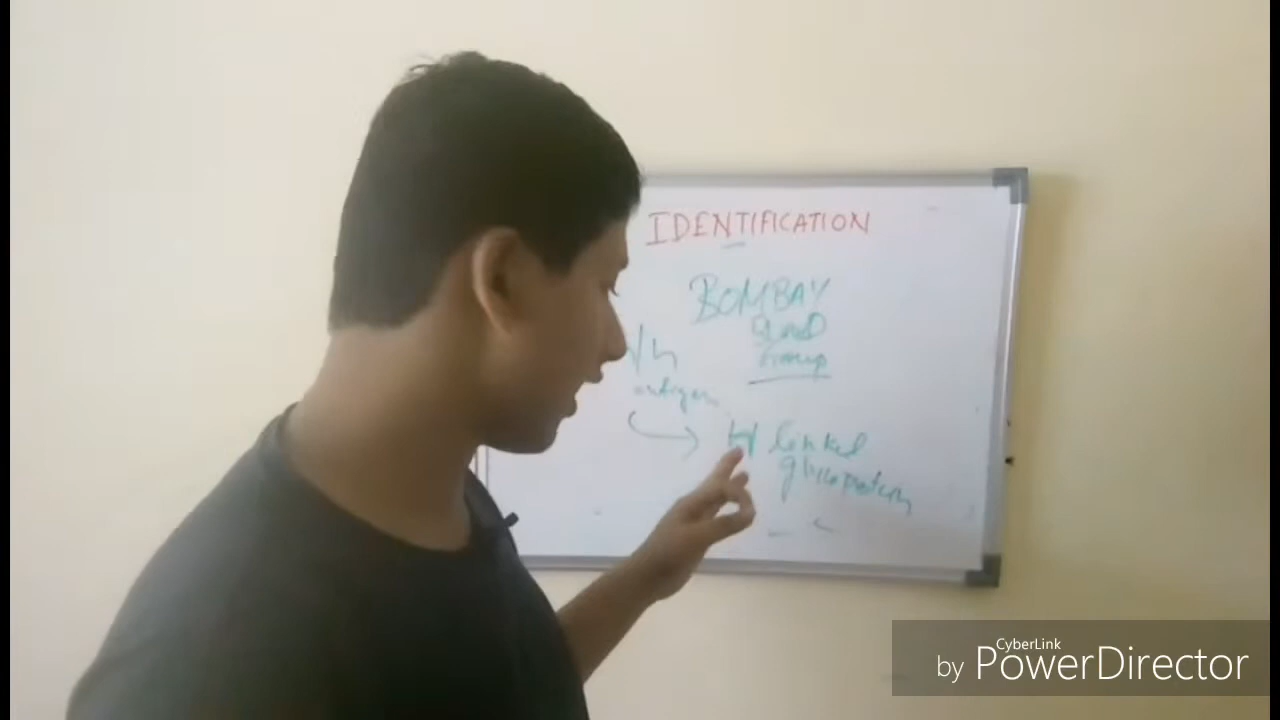 IDENTIFICATION
BOMBAY
Blood
Group
/h
antigen
H linked
glycoprotein
CyberLink
by PowerDirector